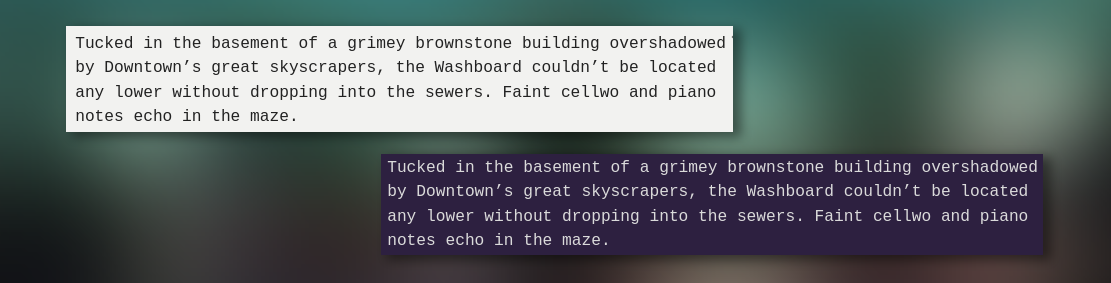 Tucked in the basement of a grimey brownstone building overshadowed
by Downtown’s great skyscrapers, the Washboard couldn’t be located
any lower without dropping into the sewers. Faint cellwo and piano
notes echo in the maze.
Tucked in the basement of a grimey brownstone building overshadowed
by Downtown’s great skyscrapers, the Washboard couldn’t be located
any lower without dropping into the sewers. Faint cellwo and piano
notes echo in the maze.